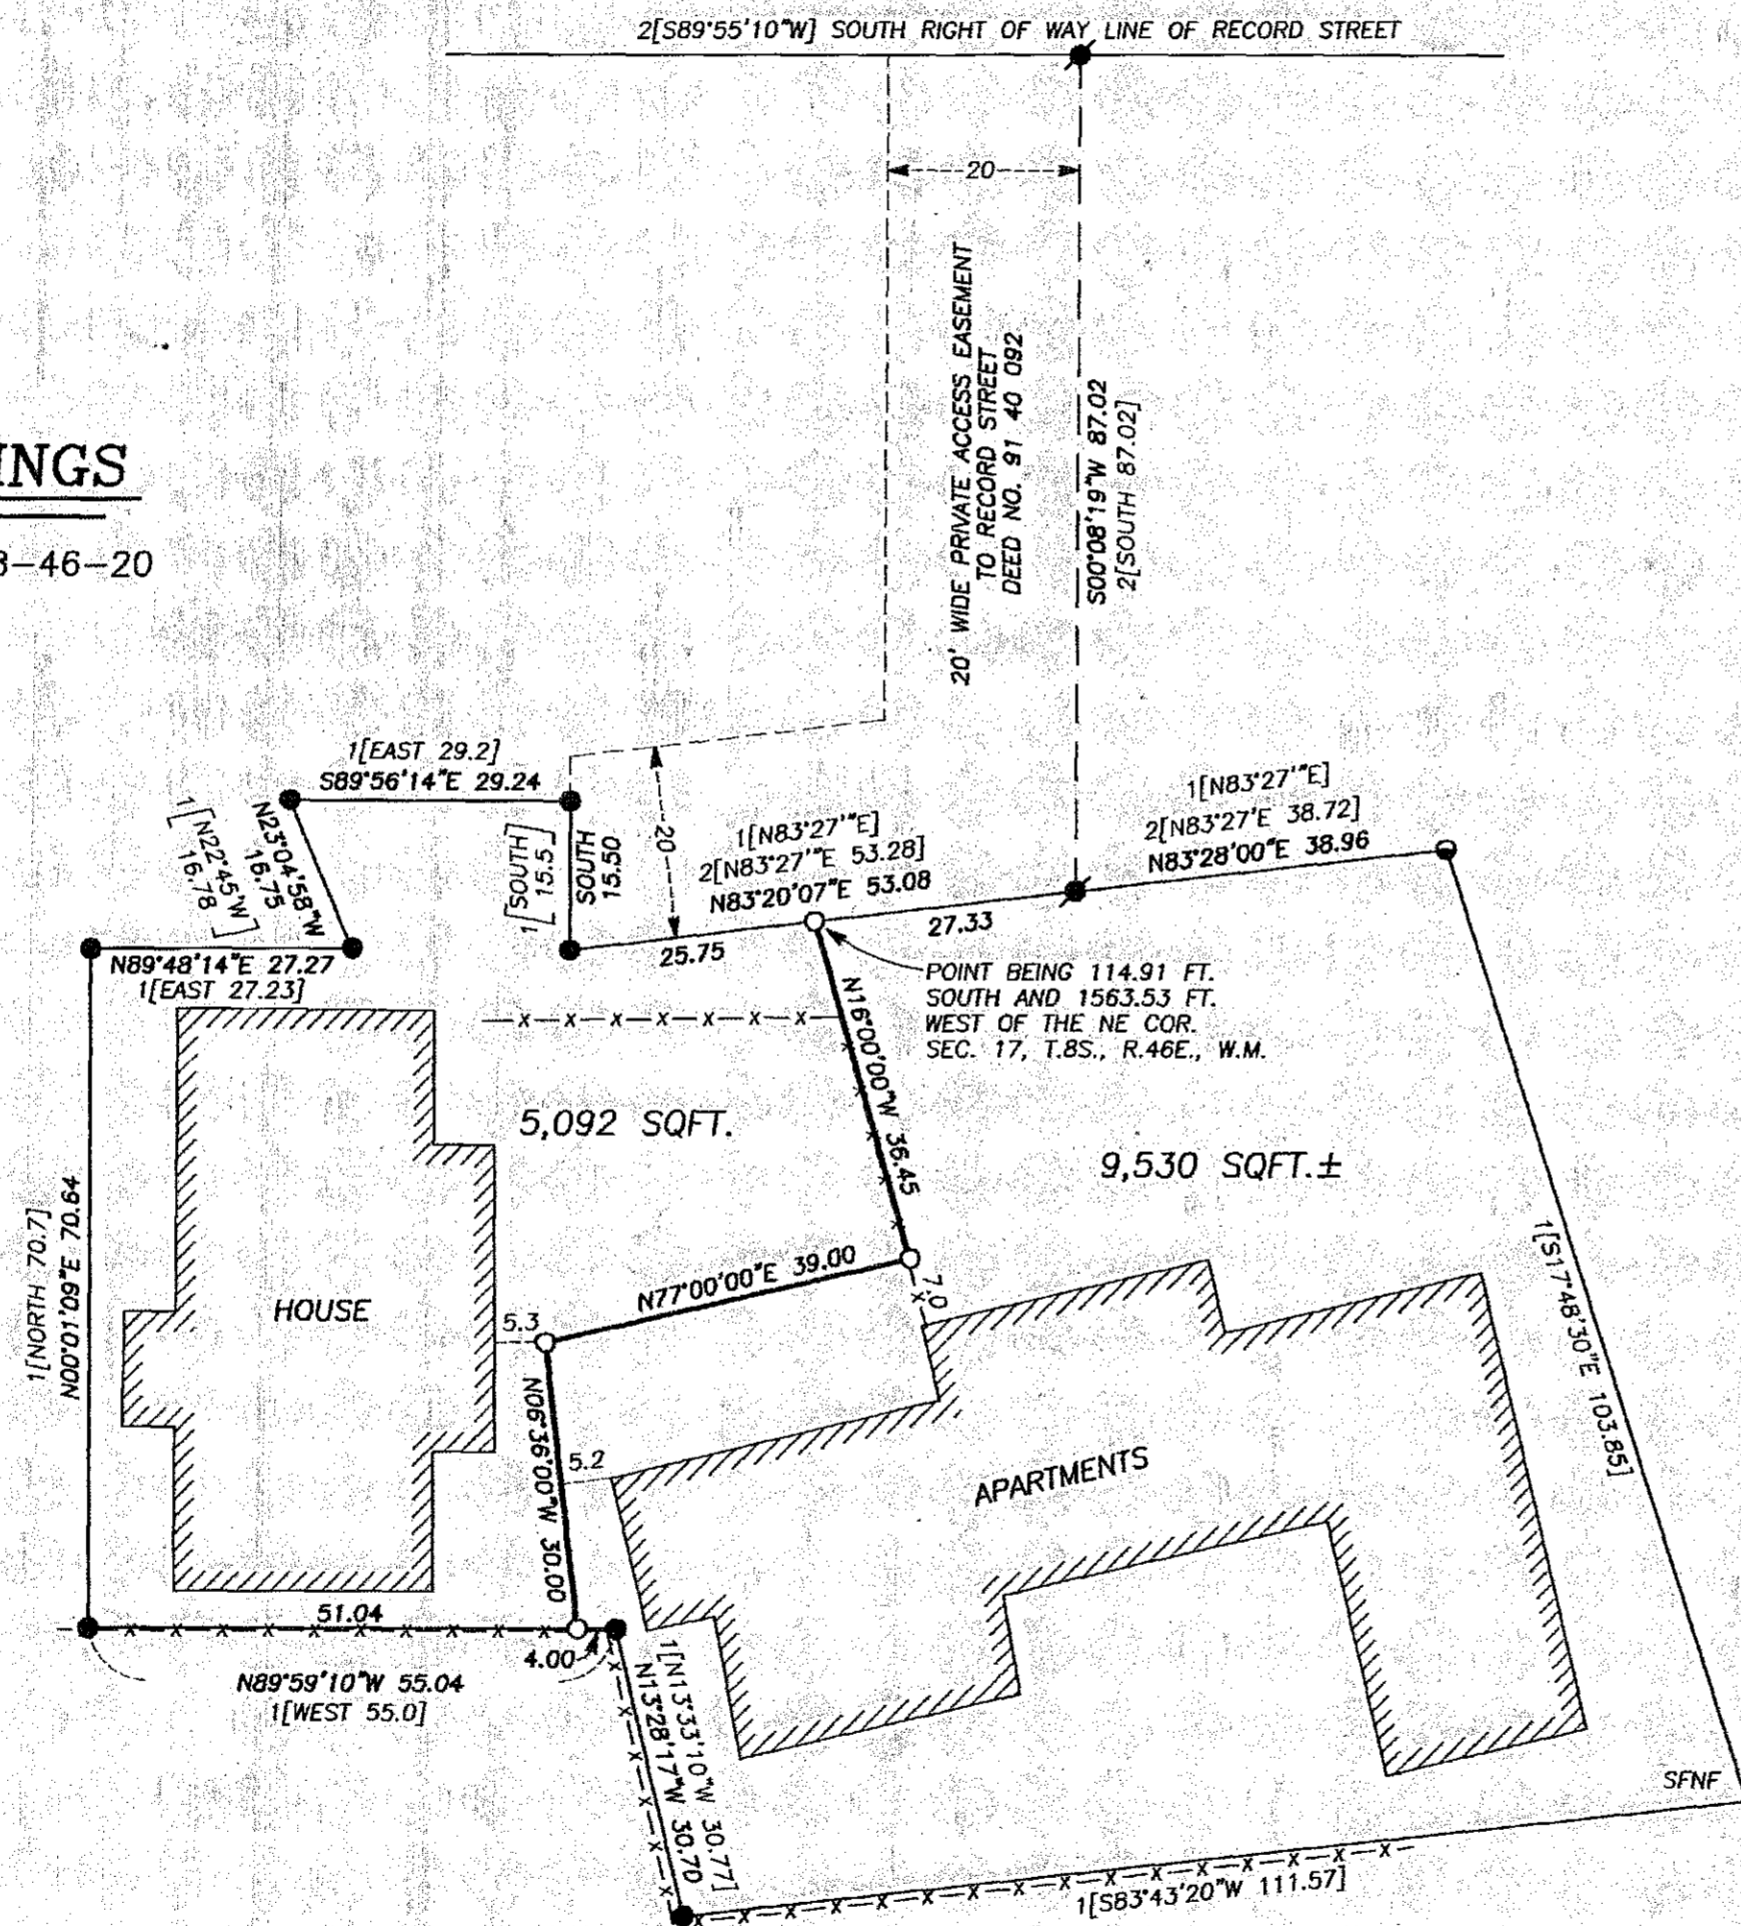 2[S89°55'10"W] SOUTH RIGHT OF WAY LINE OF RECORD STREET
20
20' WIDE PRIVATE ACCESS EASEMENT
TO RECORD STREET
DEED NO. 91 40 092
S00°08'19"W 87.02
2[SOUTH 87.02]
INGS
3-46-20
1[EAST 29.2]
S89°56'14"E 29.24
1[N22°45'W]
16.78
N23°04'58"W
16.75
1[SOUTH]
15.5
SOUTH
15.50
20
1[N83°27'"E]
2[N83°27'"E 53.28]
N83°20'07"E 53.08
1[N83°27'"E]
2[N83°27'E 38.72]
N83°28'00"E 38.96
25.75
27.33
N89°48'14"E 27.27
1[EAST 27.23]
POINT BEING 114.91 FT.
SOUTH AND 1563.53 FT.
WEST OF THE NE COR.
SEC. 17, T.8S., R.46E., W.M.
N16°00'00"W 36.45
5,092 SQFT.
9,530 SQFT.±
1[NORTH 70.7]
N00°01'09"E 70.64
HOUSE
N77°00'00"E 39.00
7.0
5.3
1[S17°48'30"E 103.85]
N06°36'00"W 30.00
5.2
APARTMENTS
51.04
4.00
N89°59'10"W 55.04
1[WEST 55.0]
1[N13°33'10"W 30.77]
N13°28'17"W 30.70
SFNF
1[S83°43'20"W 111.57]